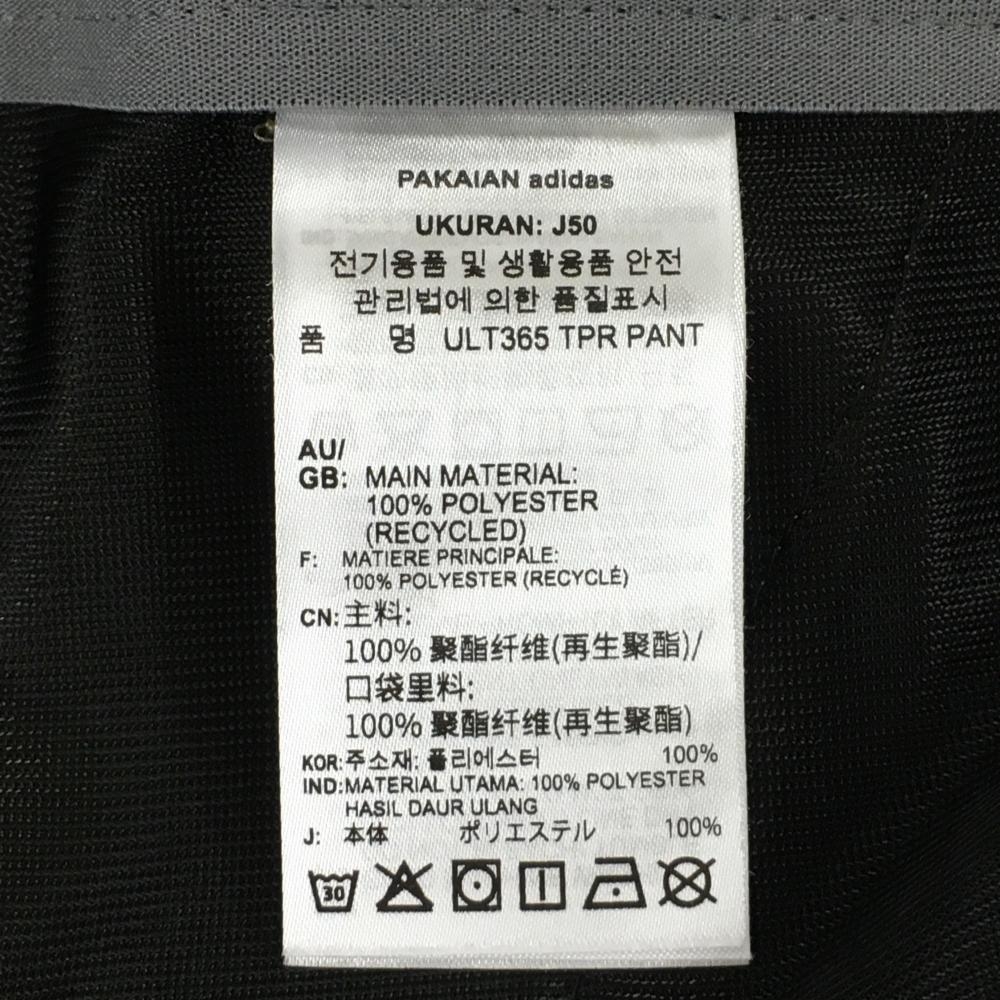 PAKAIAN adidas
UKURAN: J50
전기용품 및 생활용품 안전
관리법에 의한 품질표시
품 명 ULT365 TPR PANT
AU/
GB: MAIN MATERIAL:
100% POLYESTER
(RECYCLED)
F: MATIERE PRINCIPALE:
100% POLYESTER (RECYCLÉ)
CN: 主料:
100% 聚酯纤维(再生聚酯)/
口袋里料:
100% 聚酯纤维(再生聚酯)
KOR: 주소재: 폴리에스터 100%
IND: MATERIAL UTAMA: 100% POLYESTER
HASIL DAUR ULANG
J: 本体 ポリエステル 100%
30